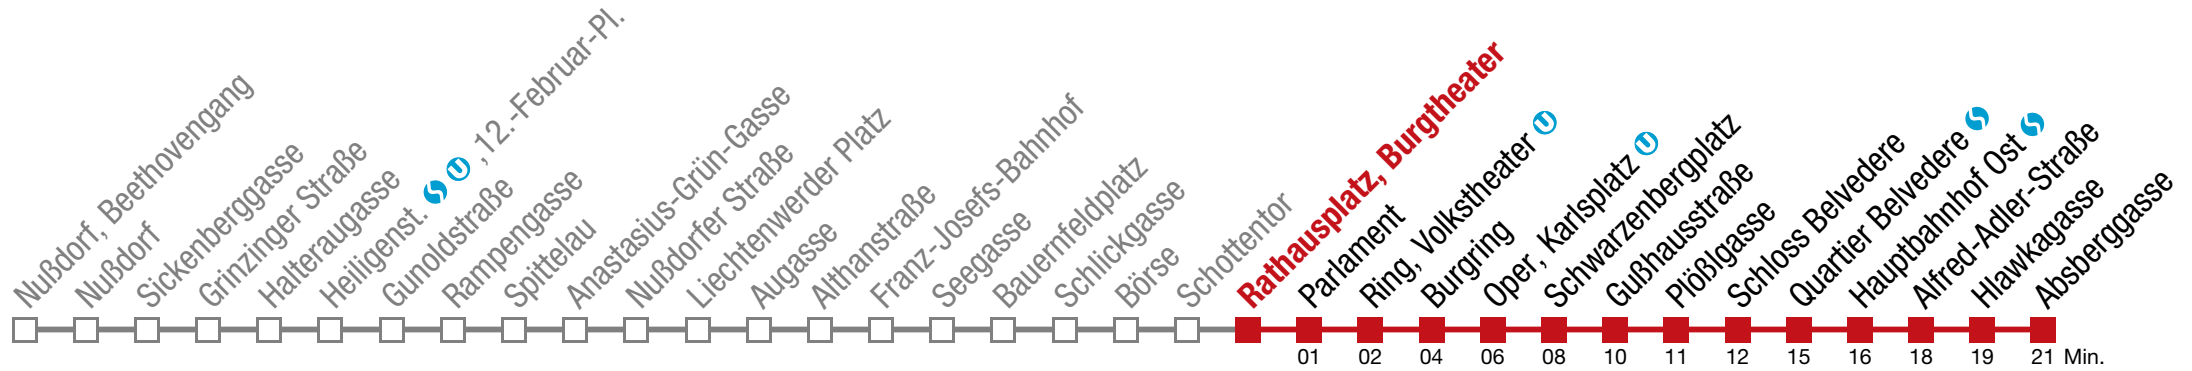 Nußdorf, Beethovengang
Nußdorf
Sickenberggasse
Grinzinger Straße
Halteraugasse
Heiligenst. S U , 12.-Februar-Pl.
Gunoldstraße
Rampengasse
Spittelau
Anastasius-Grün-Gasse
Nußdorfer Straße
Liechtenwerder Platz
Augasse
Althanstraße
Franz-Josefs-Bahnhof
Seegasse
Bauernfeldplatz
Schlickgasse
Börse
Schottentor
Rathausplatz, Burgtheater
Parlament
Ring, Volkstheater U
Burgring
Oper, Karlsplatz U
Schwarzenbergplatz
Gußhausstraße
Plößlgasse
Schloss Belvedere
Quartier Belvedere S
Hauptbahnhof Ost S
Alfred-Adler-Straße
Hlawkagasse
Absberggasse
01 02 04 06 08 10 11 12 15 16 18 19 21 Min.